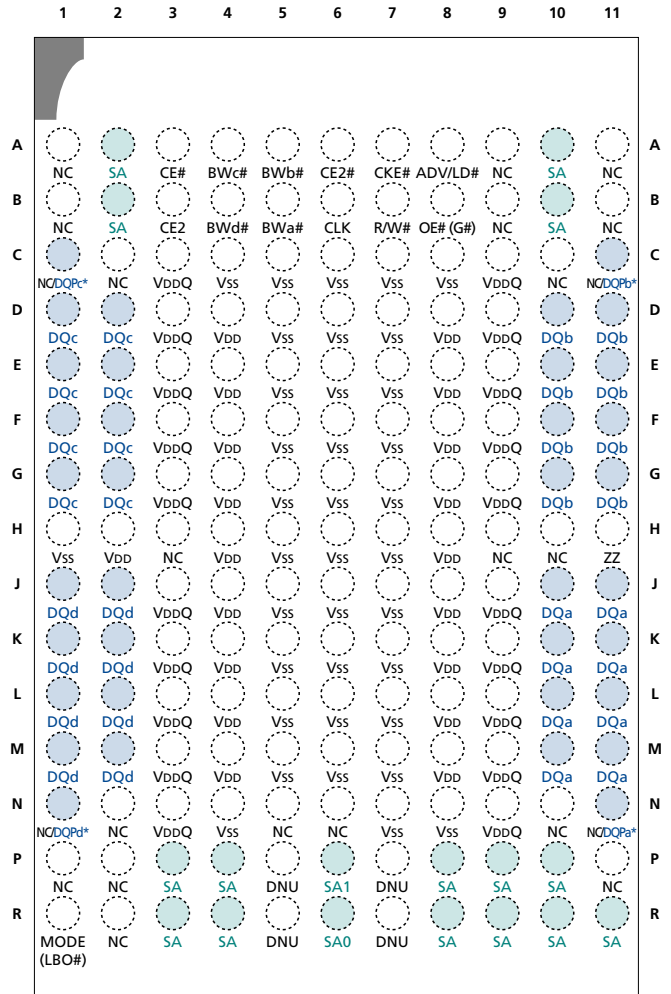 1 2 3 4 5 6 7 8 9 10 11
A A
NC SA CE# BWc# BWb# CE2# CKE# ADV/LD# NC SA NC
B B
NC SA CE2 BWd# BWa# CLK R/W# OE# (G#) NC SA NC
C C
NC/DQPc* NC VDDQ VSS VSS VSS VSS VSS VDDQ NC NC/DQPb*
D D
DQc DQc VDDQ VDD VSS VSS VSS VDD VDDQ DQb DQb
E E
DQc DQc VDDQ VDD VSS VSS VSS VDD VDDQ DQb DQb
F F
DQc DQc VDDQ VDD VSS VSS VSS VDD VDDQ DQb DQb
G G
DQc DQc VDDQ VDD VSS VSS VSS VDD VDDQ DQb DQb
H H
VSS VDD NC VDD VSS VSS VSS VDD NC NC ZZ
J J
DQd DQd VDDQ VDD VSS VSS VSS VDD VDDQ DQa DQa
K K
DQd DQd VDDQ VDD VSS VSS VSS VDD VDDQ DQa DQa
L L
DQd DQd VDDQ VDD VSS VSS VSS VDD VDDQ DQa DQa
M M
DQd DQd VDDQ VDD VSS VSS VSS VDD VDDQ DQa DQa
N N
NC/DQPd* NC VDDQ VSS NC NC VSS VSS VDDQ NC NC/DQPa*
P P
NC NC SA SA DNU SA1 DNU SA SA SA NC
R R
MODE NC SA SA DNU SA0 DNU SA SA SA SA
(LBO#)